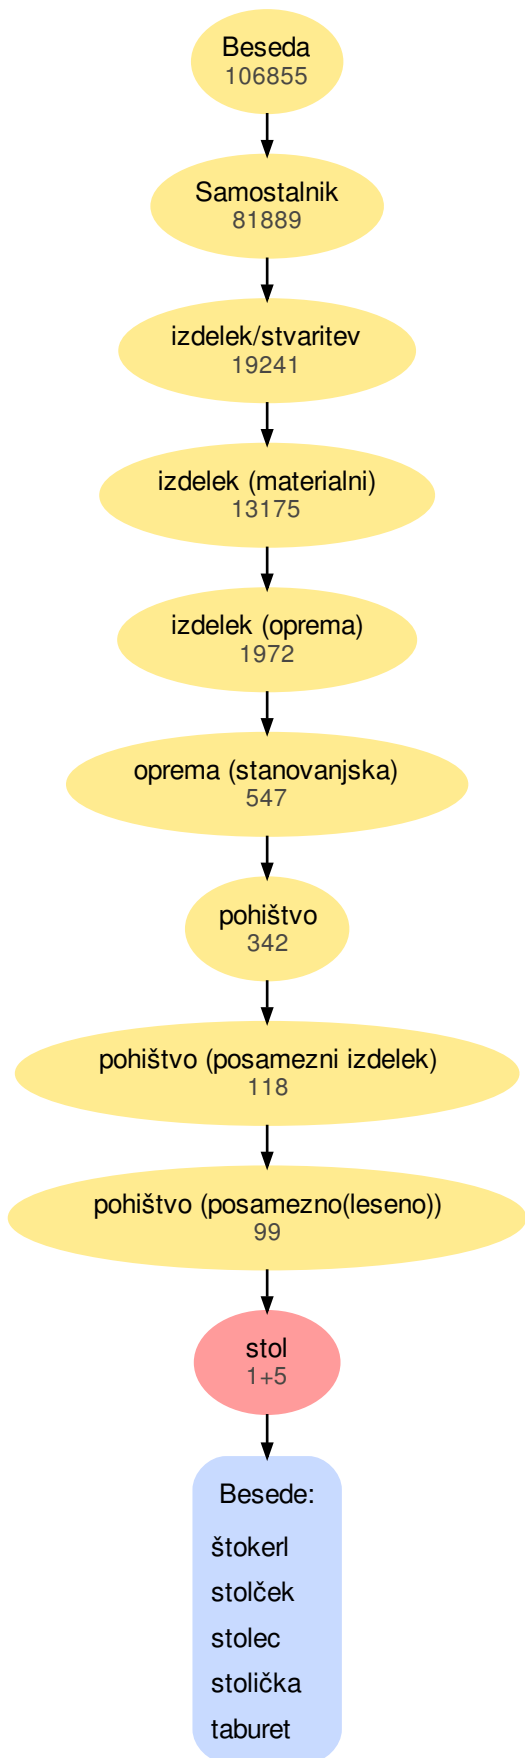 Beseda
106855
Samostalnik
81889
izdelek/stvaritev
19241
izdelek (materialni)
13175
izdelek (oprema)
1972
oprema (stanovanjska)
547
pohištvo
342
pohištvo (posamezni izdelek)
118
pohištvo (posamezno(leseno))
99
stol
1+5
Besede:
štokerl
stolček
stolec
stolička
taburet